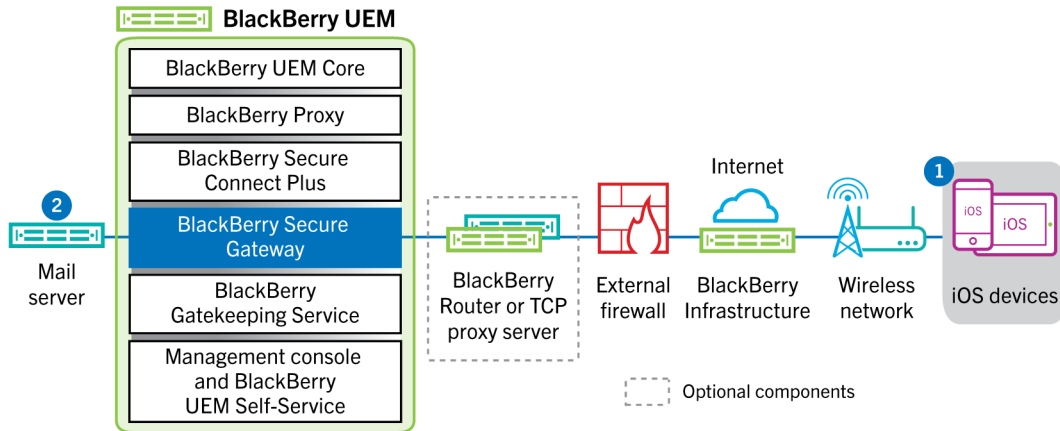 BlackBerry UEM
BlackBerry UEM Core
BlackBerry Proxy
BlackBerry Secure
Connect Plus
BlackBerry Secure
Gateway
BlackBerry
Gatekeeping Service
Management console
and BlackBerry
UEM Self-Service
2
Mail
server
BlackBerry
Router or TCP
proxy server
External
firewall
Internet
BlackBerry
Infrastructure
Wireless
network
1
iOS
iOS
iOS devices
Optional components